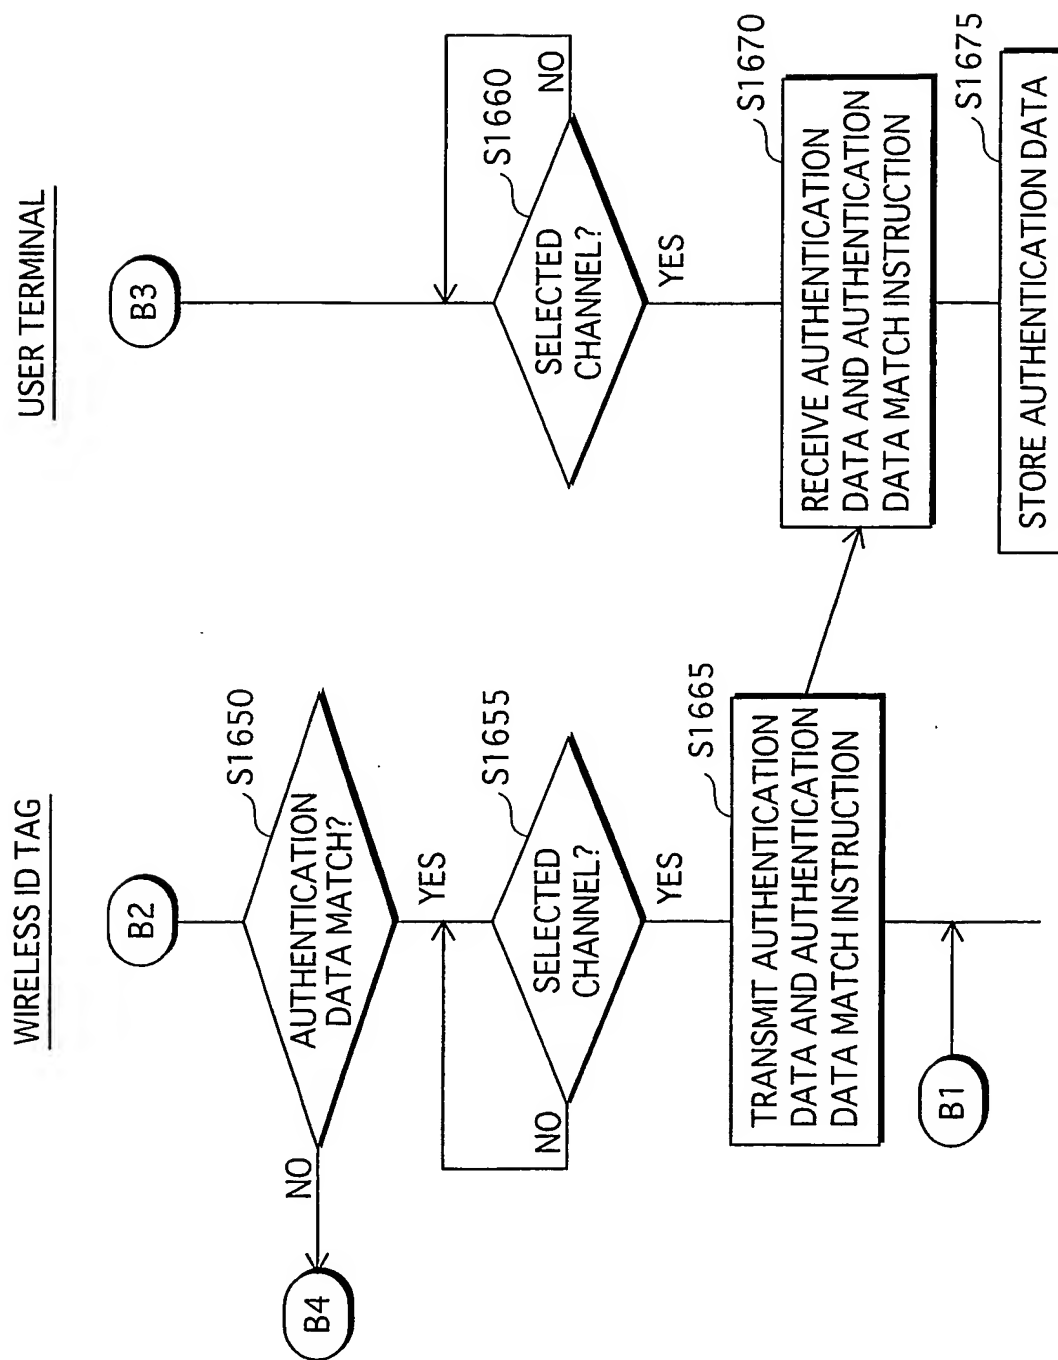 WIRELESS ID TAG
B2
AUTHENTICATION
DATA MATCH?
S1650
NO
B4
YES
SELECTED
CHANNEL?
S1655
NO
YES
S1665
TRANSMIT AUTHENTICATION
DATA AND AUTHENTICATION
DATA MATCH INSTRUCTION
B1
USER TERMINAL
B3
S1660
SELECTED
CHANNEL?
NO
YES
S1670
RECEIVE AUTHENTICATION
DATA AND AUTHENTICATION
DATA MATCH INSTRUCTION
S1675
STORE AUTHENTICATION DATA